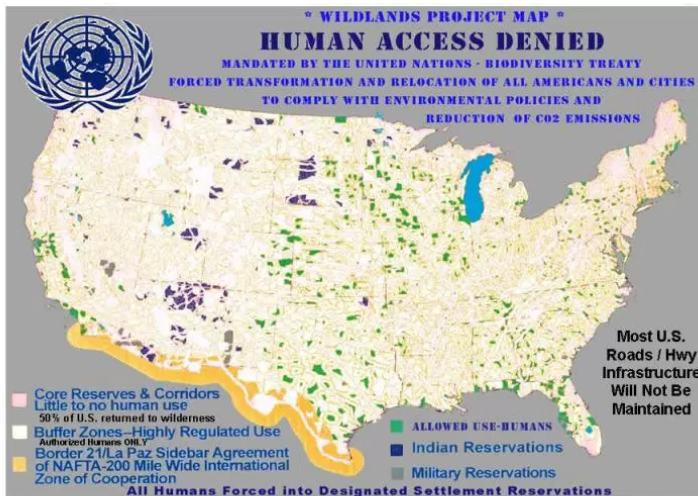 * WILDLANDS PROJECT MAP *
HUMAN ACCESS DENIED
MANDATED BY THE UNITED NATIONS - BIODIVERSITY TREATY
FORCED TRANSFORMATION AND RELOCATION OF ALL AMERICANS AND CITIES
TO COMPLY WITH ENVIRONMENTAL POLICIES AND
REDUCTION OF CO2 EMISSIONS
Most U.S.
Roads / Hwy
Infrastructure
Will Not Be
Maintained
Core Reserves & Corridors
Little to no human use
50% of U.S. returned to wilderness
Buffer Zones--Highly Regulated Use
Authorized Humans ONLY
Border 21/La Paz Sidebar Agreement
of NAFTA-200 Mile Wide International
Zone of Cooperation
ALLOWED USE-HUMANS
Indian Reservations
Military Reservations
All Humans Forced into Designated Settlement Reservations